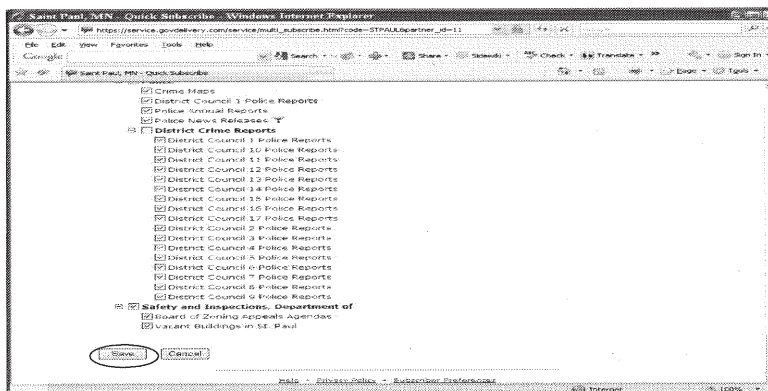 Saint Paul, MN - Quick Subscribe - Windows Internet Explorer
https://service.govdelivery.com/service/multi_subscribe.html?code=STPAUL&partner_id=11
File Edit View Favorites Tools Help
Google Search Share Sidewiki Check Translate Sign In
Saint Paul, MN - Quick Subscribe Page Tools
Crime Maps
District Council 1 Police Reports
Police Annual Reports
Police News Releases
District Crime Reports
District Council 1 Police Reports
District Council 10 Police Reports
District Council 11 Police Reports
District Council 12 Police Reports
District Council 13 Police Reports
District Council 14 Police Reports
District Council 15 Police Reports
District Council 16 Police Reports
District Council 17 Police Reports
District Council 2 Police Reports
District Council 3 Police Reports
District Council 4 Police Reports
District Council 5 Police Reports
District Council 6 Police Reports
District Council 7 Police Reports
District Council 8 Police Reports
District Council 9 Police Reports
Safety and Inspections, Department of
Board of Zoning Appeals Agendas
Vacant Buildings in St. Paul
Save Cancel
Help - Privacy Policy - Subscriber Preferences
Internet 100%